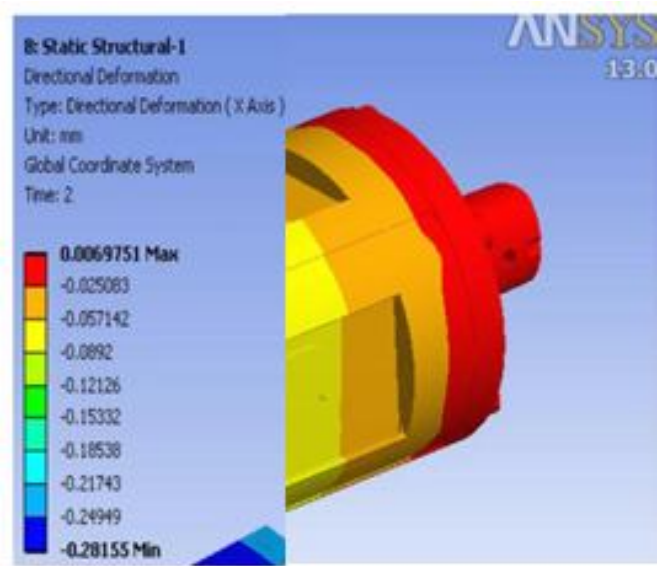 B: Static Structural-1
Directional Deformation
Type: Directional Deformation ( X Axis )
Unit: mm
Global Coordinate System
Time: 2
0.0069751 Max
-0.025083
-0.057142
-0.0892
-0.12126
-0.15332
-0.18538
-0.21743
-0.24949
-0.28155 Min
ANSYS
13.0